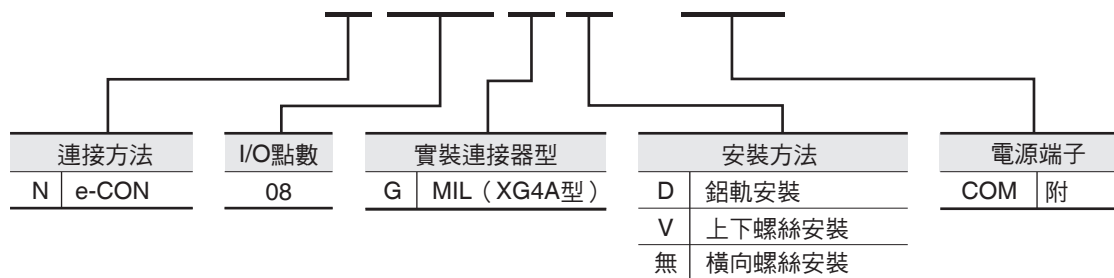 連接方法 I/O點數 實裝連接器型 安裝方法 電源端子
N e-CON 08 G MIL（XG4A型） D 鋁軌安裝 COM 附
V 上下螺絲安裝
無 橫向螺絲安裝